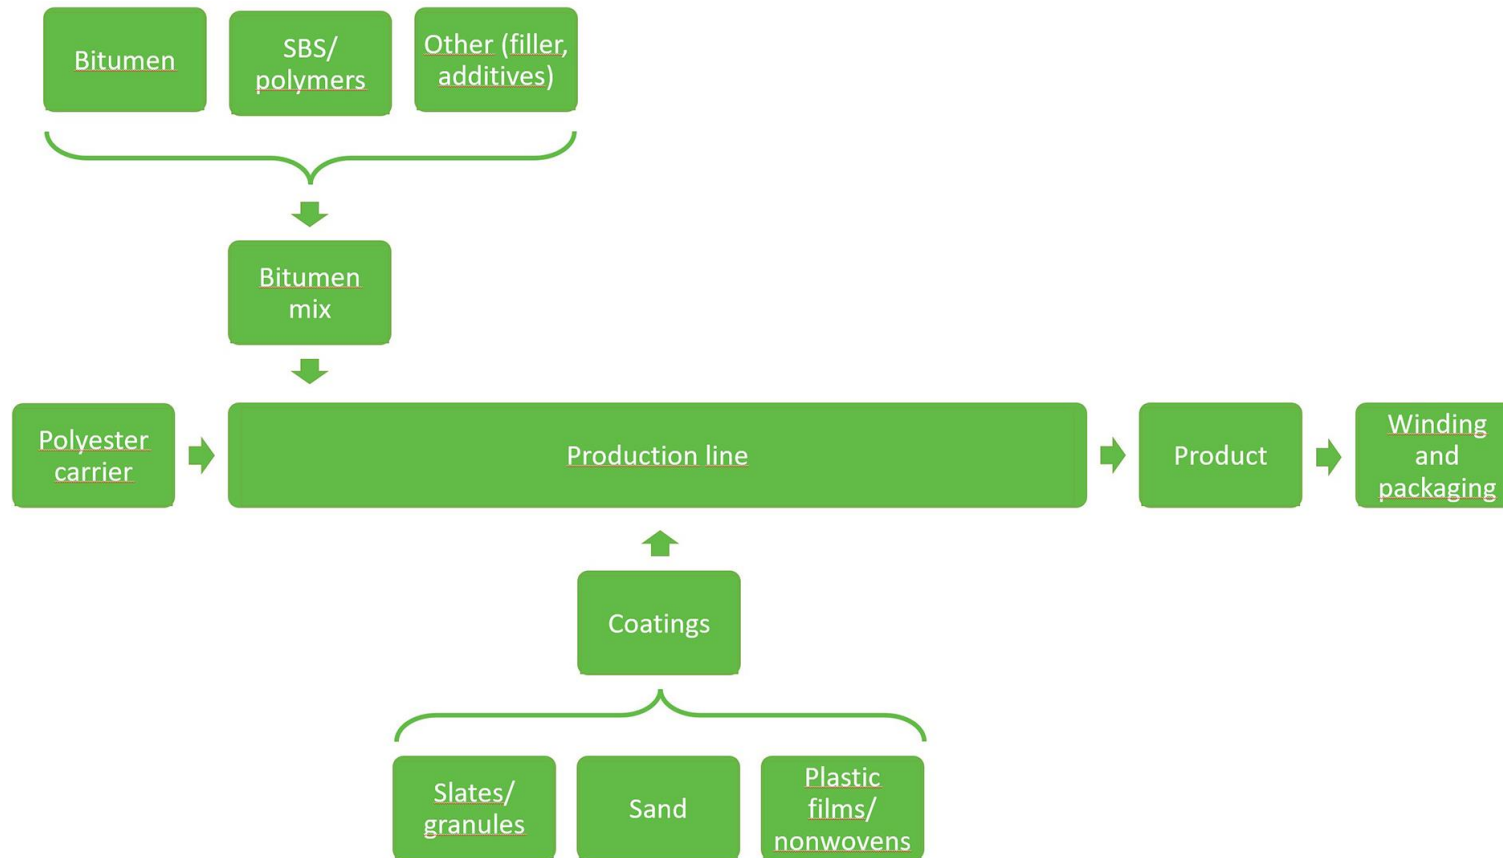 Bitumen
SBS/
polymers
Other (filler,
additives)
Bitumen
mix
Polyester
carrier
Production line
Product
Winding
and
packaging
Coatings
Slates/
granules
Sand
Plastic
films/
nonwovens